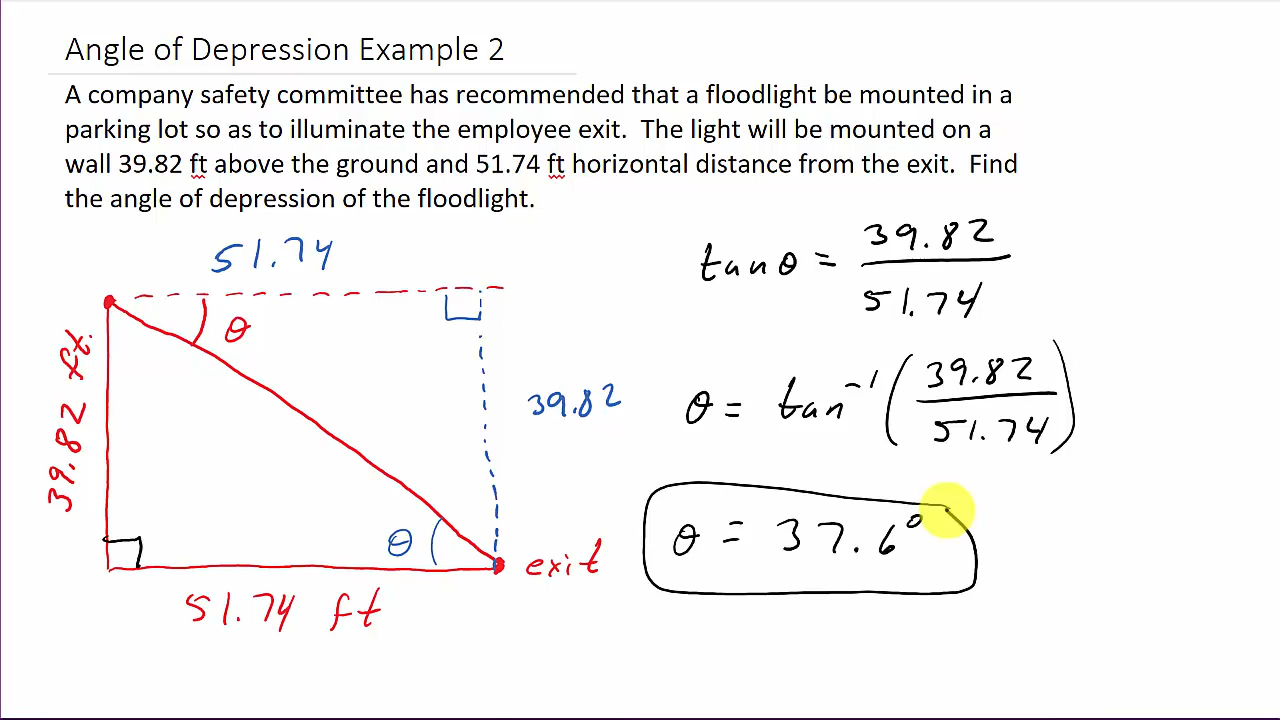 Angle of Depression Example 2
A company safety committee has recommended that a floodlight be mounted in a
parking lot so as to illuminate the employee exit.  The light will be mounted on a
wall 39.82 ft above the ground and 51.74 ft horizontal distance from the exit.  Find
the angle of depression of the floodlight.
51.74
θ
39.82 ft.
39.82
θ
exit
51.74 ft
tan θ = 39.82
51.74
θ = tan⁻¹ ( 39.82
51.74 )
θ = 37.6°